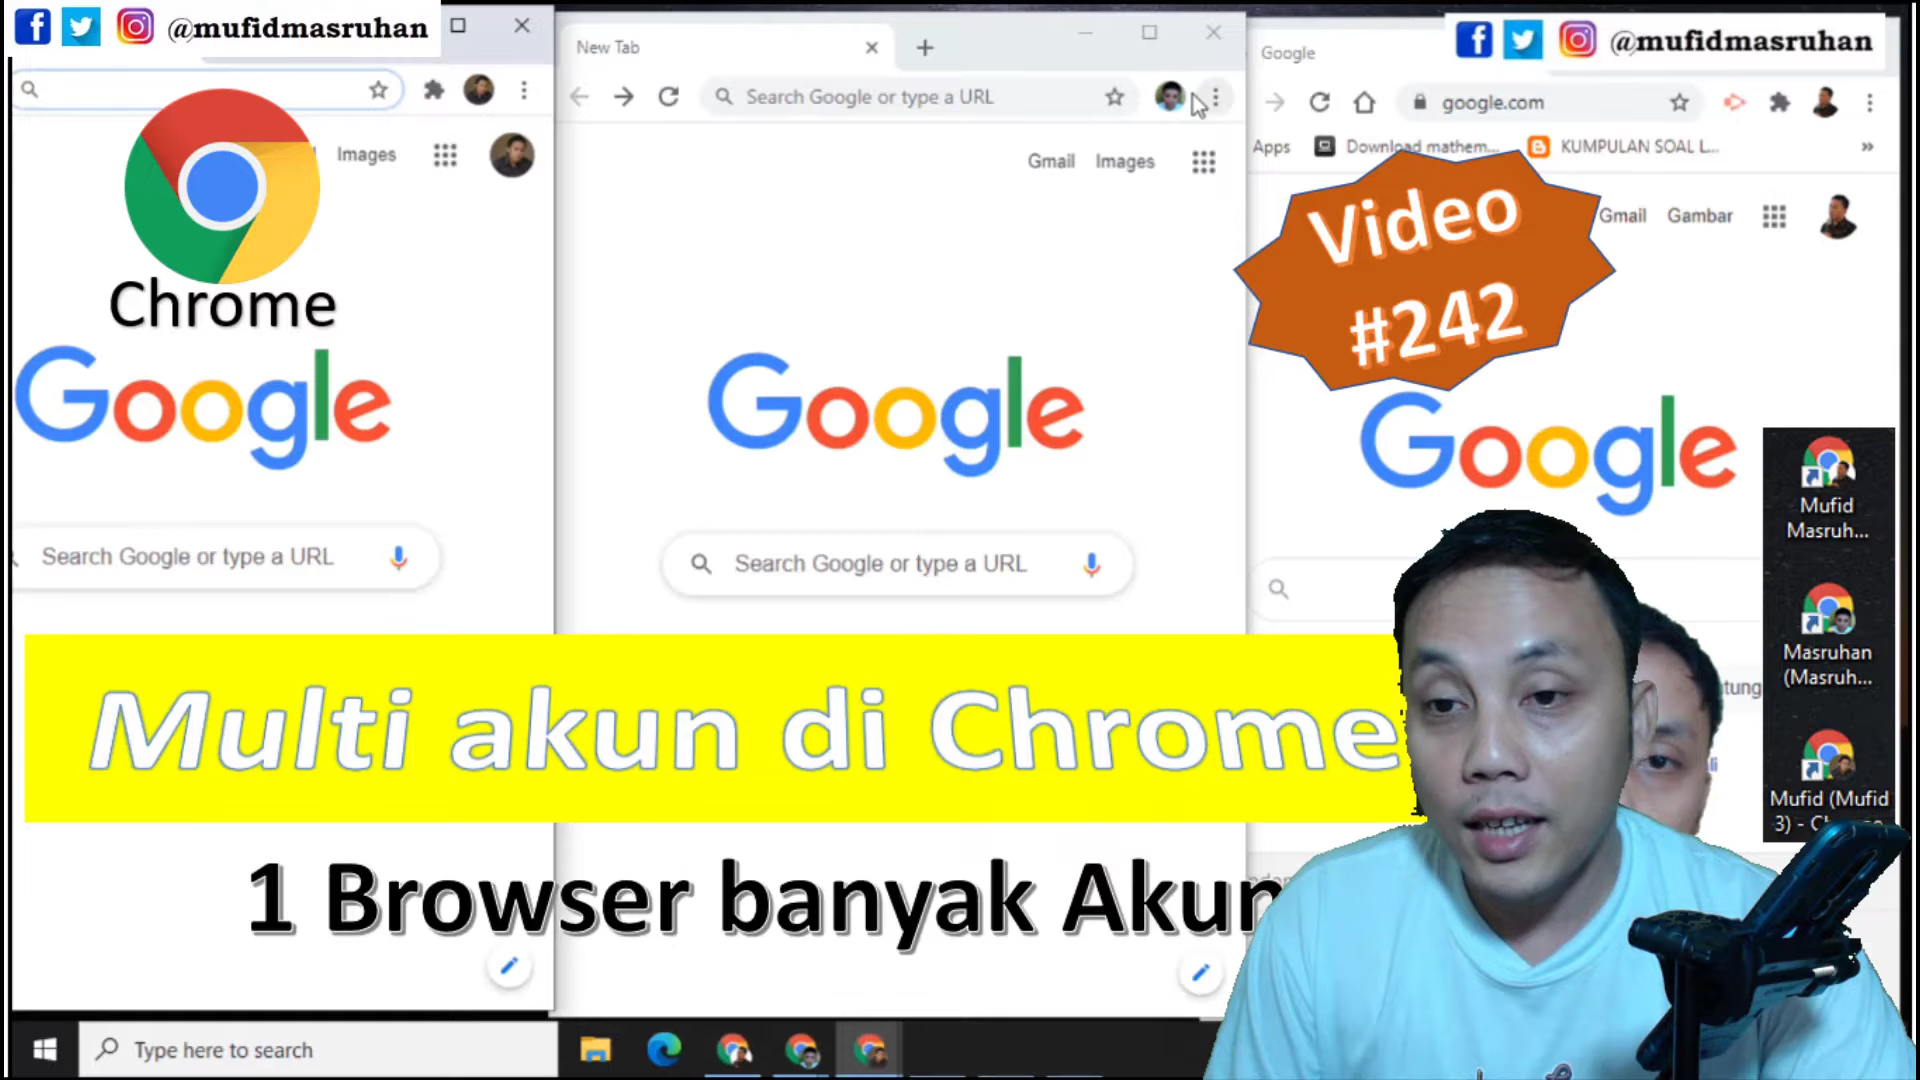 @mufidmasruhan
Images
Chrome
Google
Search Google or type a URL
New Tab
Search Google or type a URL
Gmail Images
Google
Search Google or type a URL
Google
@mufidmasruhan
google.com
Apps Download mathem... KUMPULAN SOAL L...
Video
#242
Gmail Gambar
Google
Mufid
Masruh...
Masruhan
(Masruh...
Mufid (Mufid
Multi akun di Chrome
1 Browser banyak Akun
Type here to search